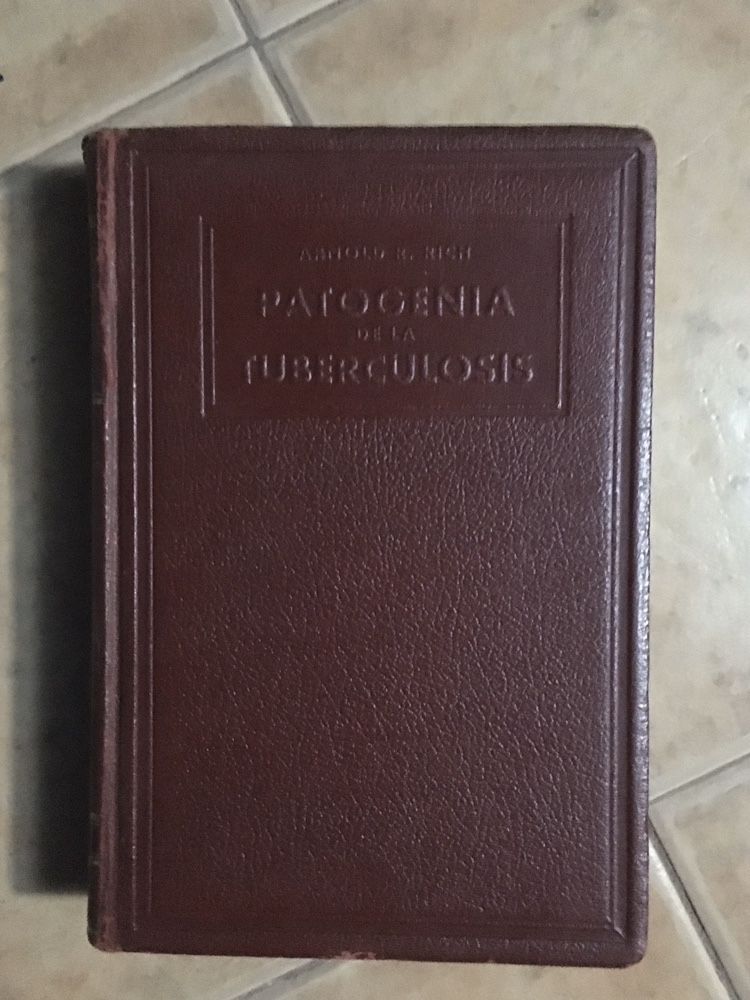 ARNOLD R. RICH
PATOGENIA
DE LA
TUBERCULOSIS